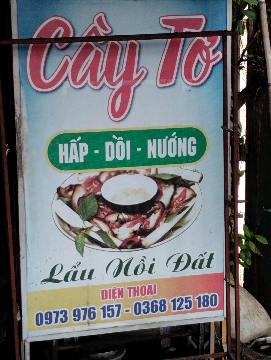 Cầy Tơ
HẤP - DỒI - NƯỚNG
Lẩu Nồi Đất
ĐIỆN THOẠI
0973 976 157 - 0368 125 180